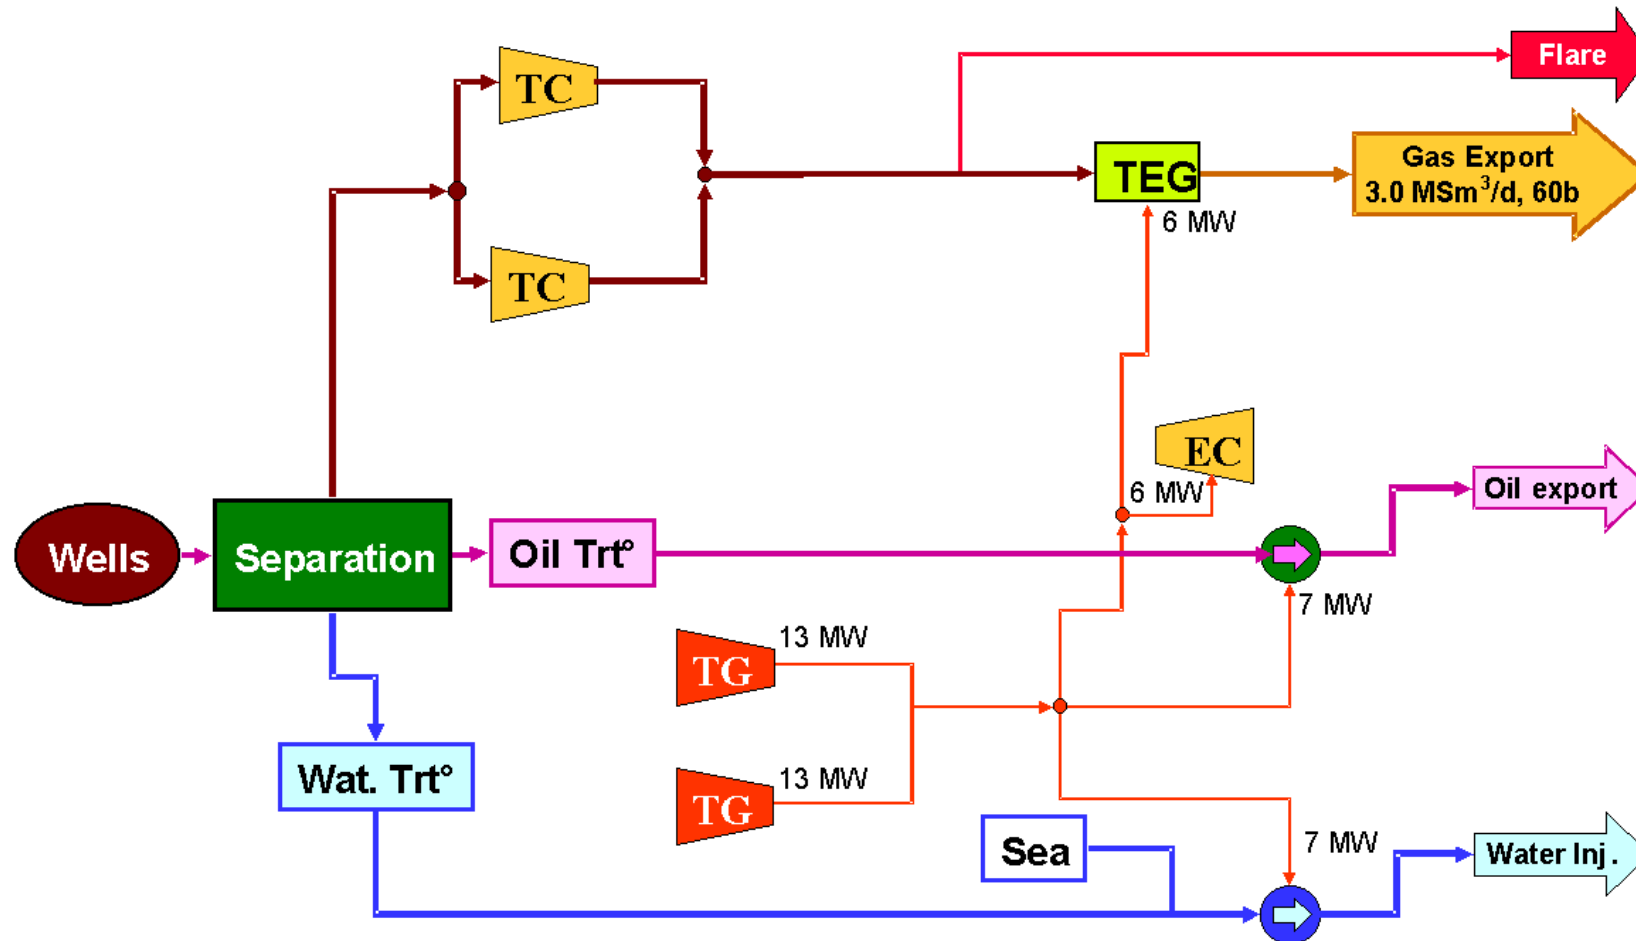 Flare
TC
Gas Export
3.0 MSm³/d, 60b
TEG
6 MW
TC
EC
6 MW
Oil export
Wells
Separation
Oil Trt°
7 MW
13 MW
TG
Wat. Trt°
13 MW
TG
Sea
7 MW
Water Inj.